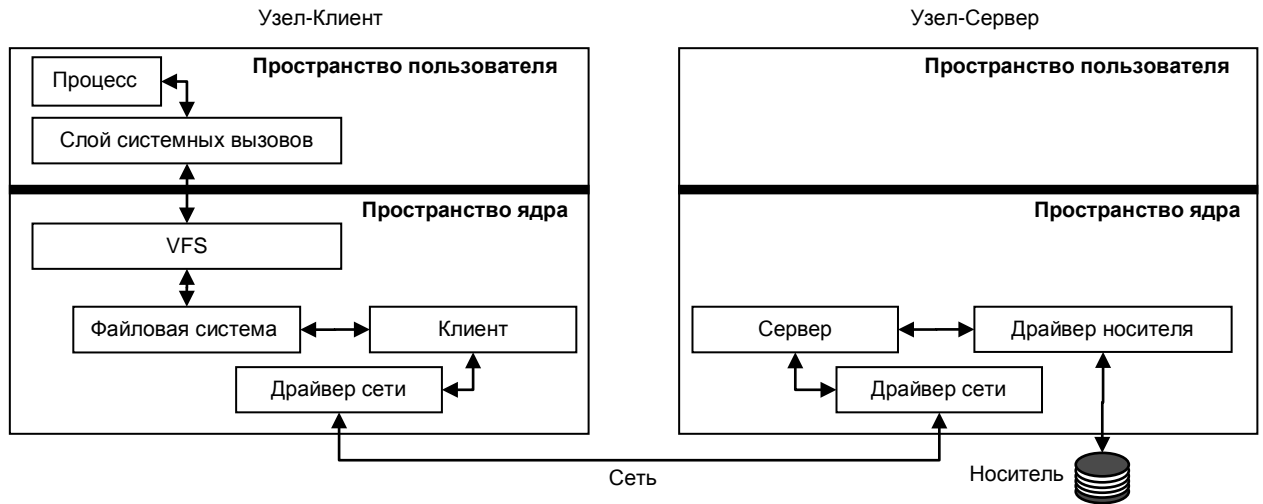 Узел-Клиент
Узел-Сервер
Пространство пользователя
Процесс
Слой системных вызовов
Пространство ядра
VFS
Файловая система
Клиент
Драйвер сети
Пространство пользователя
Пространство ядра
Сервер
Драйвер носителя
Драйвер сети
Сеть
Носитель